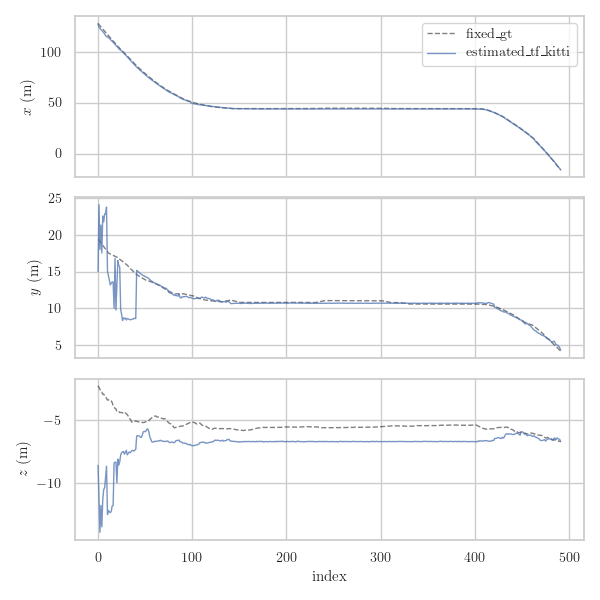 fixed_gt
estimated_tf_kitti
100
50
0
x (m)
25
20
15
10
5
y (m)
−5
−10
z (m)
0 100 200 300 400 500
index